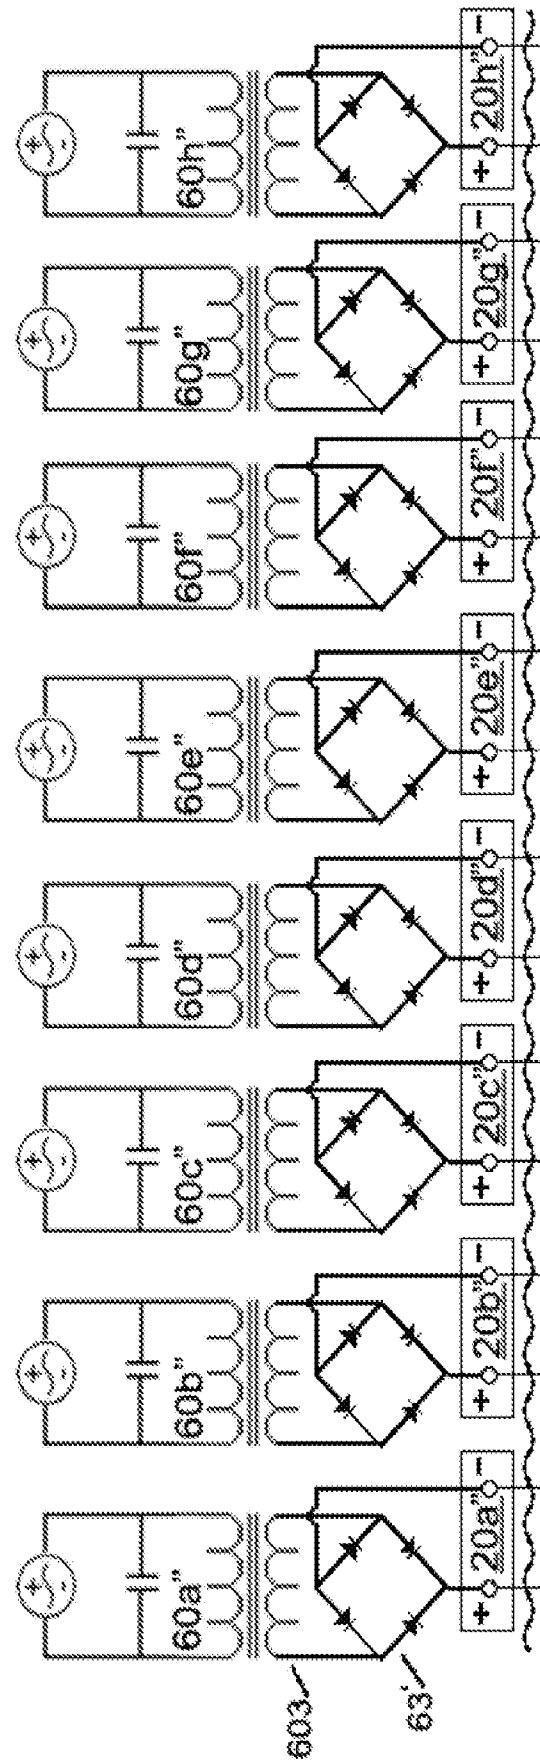 60a"
60b"
60c"
60d"
60e"
60f"
60g"
60h"
603
63'
+ 20a" -
+ 20b" -
+ 20c" -
+ 20d" -
+ 20e" -
+ 20f" -
+ 20g" -
+ 20h" -